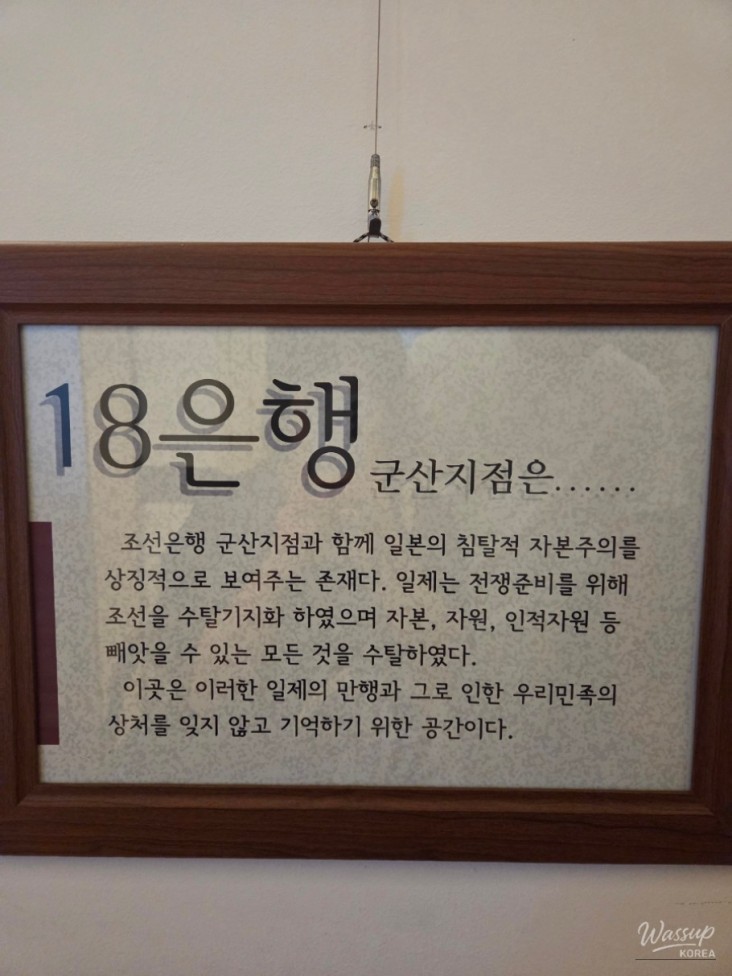 18은행 군산지점은......
조선은행 군산지점과 함께 일본의 침탈적 자본주의를
상징적으로 보여주는 존재다. 일제는 전쟁준비를 위해
조선을 수탈기지화 하였으며 자본, 자원, 인적자원 등
빼앗을 수 있는 모든 것을 수탈하였다.
이곳은 이러한 일제의 만행과 그로 인한 우리민족의
상처를 잊지 않고 기억하기 위한 공간이다.
Wassup
KOREA